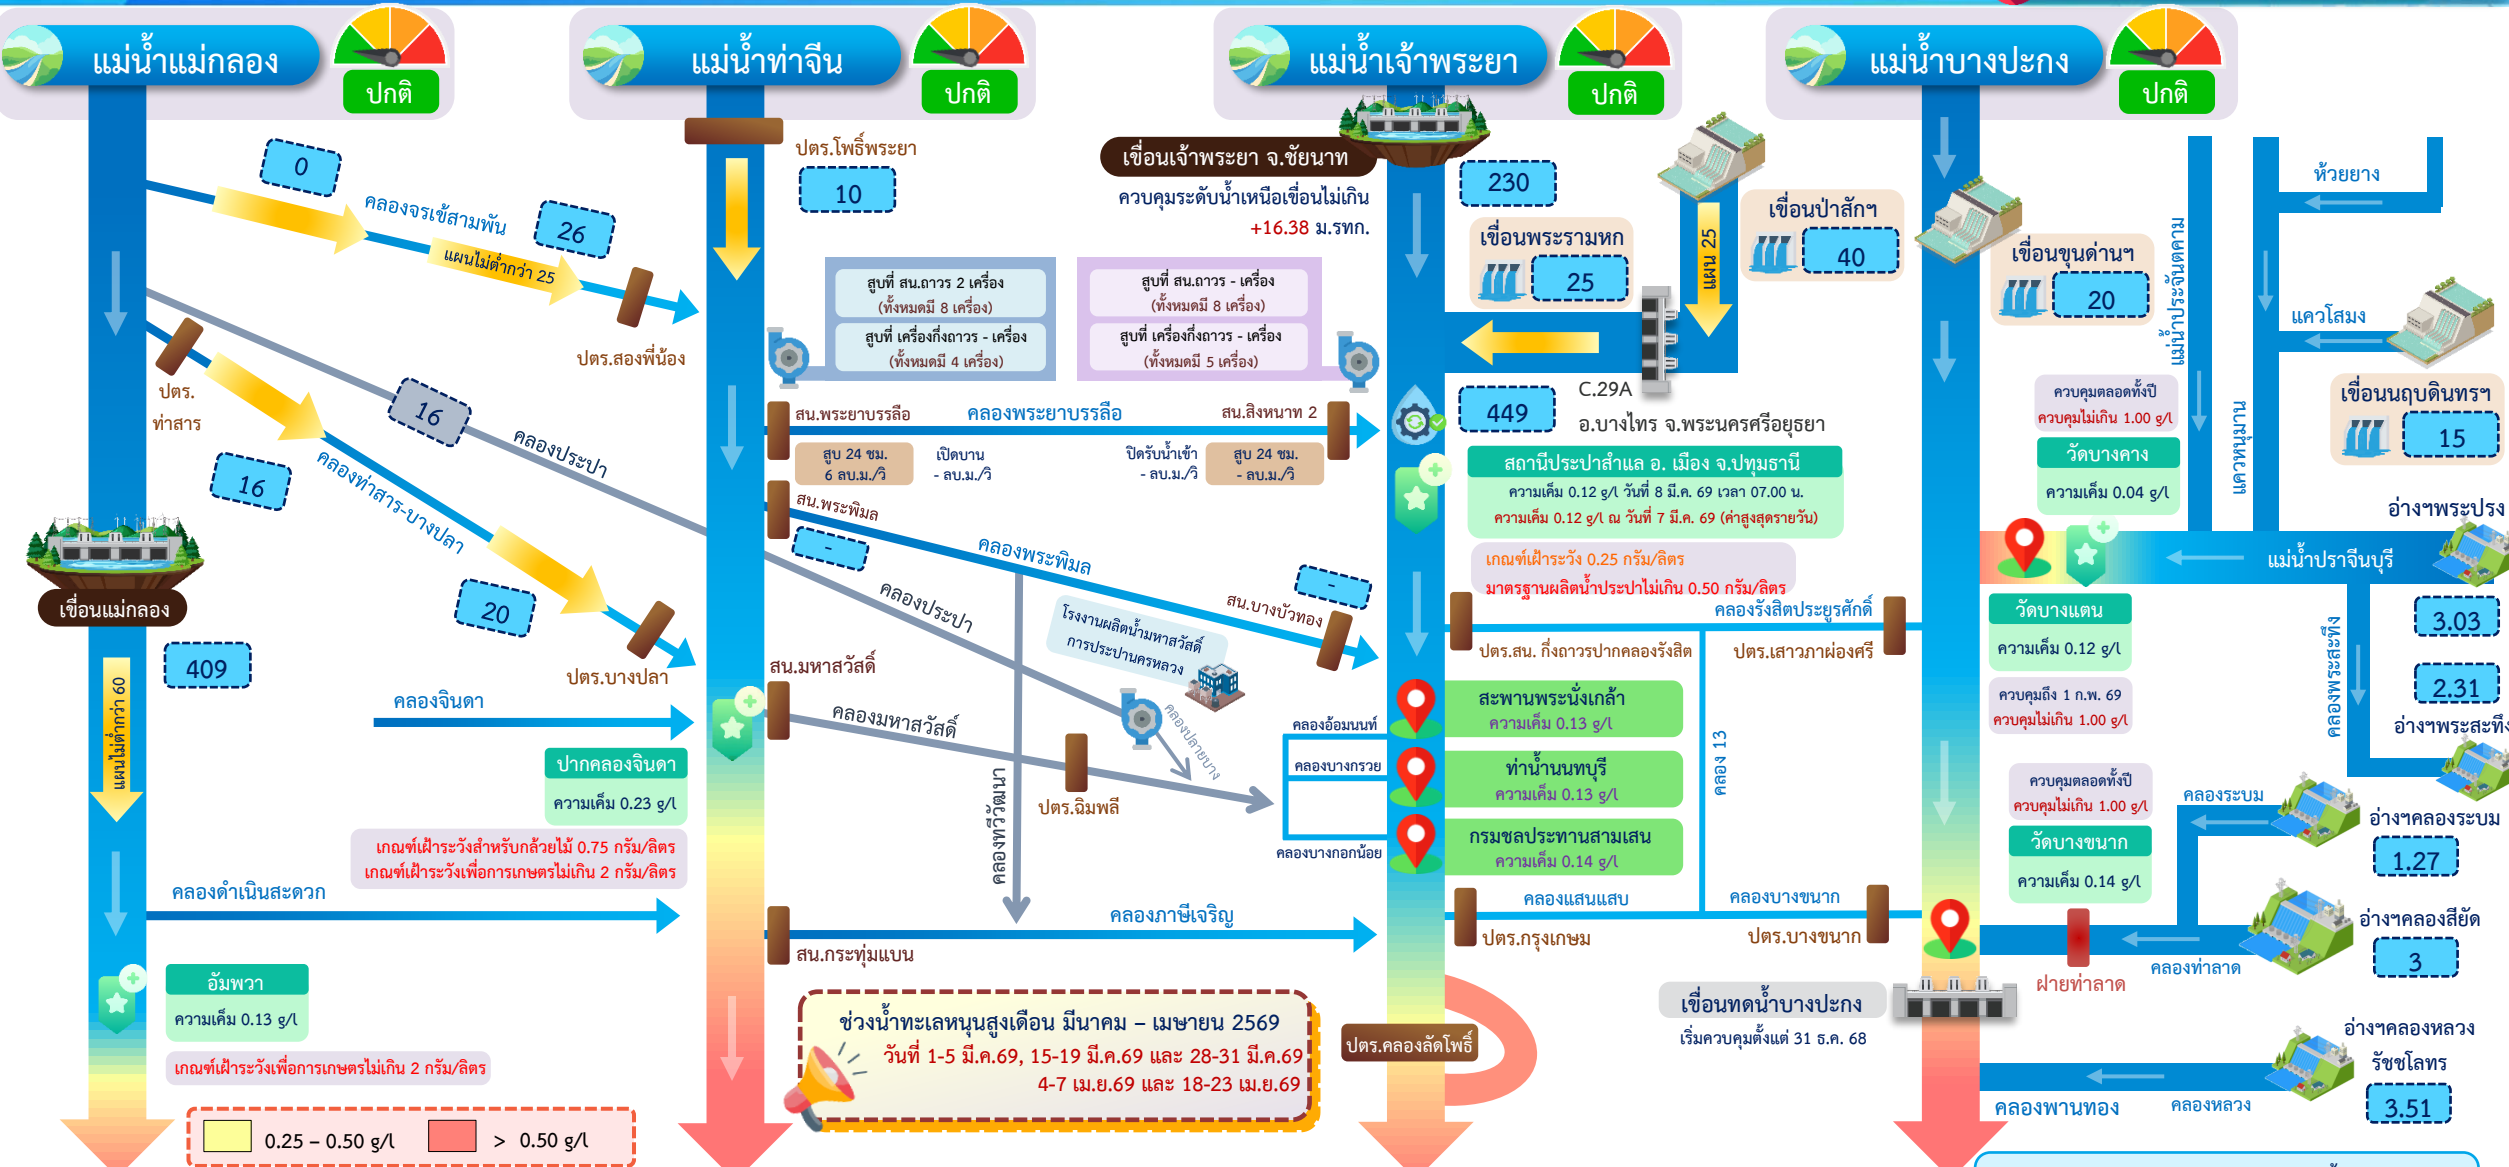 แม่น้ำแม่กลอง
ปกติ
แม่น้ำท่าจีน
ปกติ
แม่น้ำเจ้าพระยา
ปกติ
แม่น้ำบางปะกง
ปกติ
0
คลองจรเข้สามพัน
26
แผนไม่ต่ำกว่า 25
ปตร.สองพี่น้อง
ปตร.
ท่าสาร
16
คลองประปา
16
คลองท่าสาร-บางปลา
20
ปตร.บางปลา
เขื่อนแม่กลอง
409
แผนไม่ต่ำกว่า 60
คลองจินดา
ปากคลองจินดา
ความเค็ม 0.23 g/l
เกณฑ์เฝ้าระวังสำหรับกล้วยไม้ 0.75 กรัม/ลิตร
เกณฑ์เฝ้าระวังเพื่อการเกษตรไม่เกิน 2 กรัม/ลิตร
คลองดำเนินสะดวก
อัมพวา
ความเค็ม 0.13 g/l
เกณฑ์เฝ้าระวังเพื่อการเกษตรไม่เกิน 2 กรัม/ลิตร
0.25 – 0.50 g/l
> 0.50 g/l
ปตร.โพธิ์พระยา
10
เขื่อนเจ้าพระยา จ.ชัยนาท
ควบคุมระดับน้ำเหนือเขื่อนไม่เกิน
+16.38 ม.รทก.
230
สูบที่ สน.ถาวร 2 เครื่อง
(ทั้งหมดมี 8 เครื่อง)
สูบที่ เครื่องกึ่งถาวร - เครื่อง
(ทั้งหมดมี 4 เครื่อง)
สูบที่ สน.ถาวร - เครื่อง
(ทั้งหมดมี 8 เครื่อง)
สูบที่ เครื่องกึ่งถาวร - เครื่อง
(ทั้งหมดมี 5 เครื่อง)
สน.พระยาบรรลือ
คลองพระยาบรรลือ
สน.สิงหนาท 2
สูบ 24 ชม.
6 ลบ.ม./วิ
เปิดบาน
- ลบ.ม./วิ
ปิดรับน้ำเข้า
- ลบ.ม./วิ
สูบ 24 ชม.
- ลบ.ม./วิ
สน.พระพิมล
-
คลองพระพิมล
-
สน.บางบัวทอง
คลองประปา
โรงงานผลิตน้ำมหาสวัสดิ์
การประปานครหลวง
สน.มหาสวัสดิ์
คลองมหาสวัสดิ์
คลองปลายบาง
ปตร.ฉิมพลี
คลองทวีวัฒนา
คลองอ้อมนนท์
คลองบางกรวย
คลองบางกอกน้อย
คลองภาษีเจริญ
สน.กระทุ่มแบน
ช่วงน้ำทะเลหนุนสูงเดือน มีนาคม – เมษายน 2569
วันที่ 1-5 มี.ค.69, 15-19 มี.ค.69 และ 28-31 มี.ค.69
4-7 เม.ย.69 และ 18-23 เม.ย.69
ปตร.คลองลัดโพธิ์
เขื่อนพระรามหก
25
แผน 25
เขื่อนป่าสักฯ
40
449
C.29A
อ.บางไทร จ.พระนครศรีอยุธยา
สถานีประปาสำแล อ. เมือง จ.ปทุมธานี
ความเค็ม 0.12 g/l วันที่ 8 มี.ค. 69 เวลา 07.00 น.
ความเค็ม 0.12 g/l ณ วันที่ 7 มี.ค. 69 (ค่าสูงสุดรายวัน)
เกณฑ์เฝ้าระวัง 0.25 กรัม/ลิตร
มาตรฐานผลิตน้ำประปาไม่เกิน 0.50 กรัม/ลิตร
คลองรังสิตประยูรศักดิ์
ปตร.สน. กึ่งถาวรปากคลองรังสิต
ปตร.เสาวภาผ่องศรี
สะพานพระนั่งเกล้า
ความเค็ม 0.13 g/l
ท่าน้ำนนทบุรี
ความเค็ม 0.13 g/l
กรมชลประทานสามเสน
ความเค็ม 0.14 g/l
คลอง 13
คลองแสนแสบ
คลองบางขนาก
ปตร.กรุงเกษม
ปตร.บางขนาก
เขื่อนทดน้ำบางปะกง
เริ่มควบคุมตั้งแต่ 31 ธ.ค. 68
เขื่อนขุนด่านฯ
20
แม่น้ำประจันตคาม
ห้วยยาง
แควโสมง
แควหนุมาน
เขื่อนนฤบดินทรฯ
15
ควบคุมตลอดทั้งปี
ควบคุมไม่เกิน 1.00 g/l
วัดบางคาง
ความเค็ม 0.04 g/l
อ่างฯพระปรง
แม่น้ำปราจีนบุรี
3.03
วัดบางแตน
ความเค็ม 0.12 g/l
ควบคุมถึง 1 ก.พ. 69
ควบคุมไม่เกิน 1.00 g/l
คลองพระสะทึง
2.31
อ่างฯพระสะทึง
ควบคุมตลอดทั้งปี
ควบคุมไม่เกิน 1.00 g/l
วัดบางขนาก
ความเค็ม 0.14 g/l
คลองระบม
อ่างฯคลองระบม
1.27
อ่างฯคลองสียัด
3
คลองท่าลาด
ฝายท่าลาด
อ่างฯคลองหลวง
รัชชโลทร
3.51
คลองพานทอง
คลองหลวง